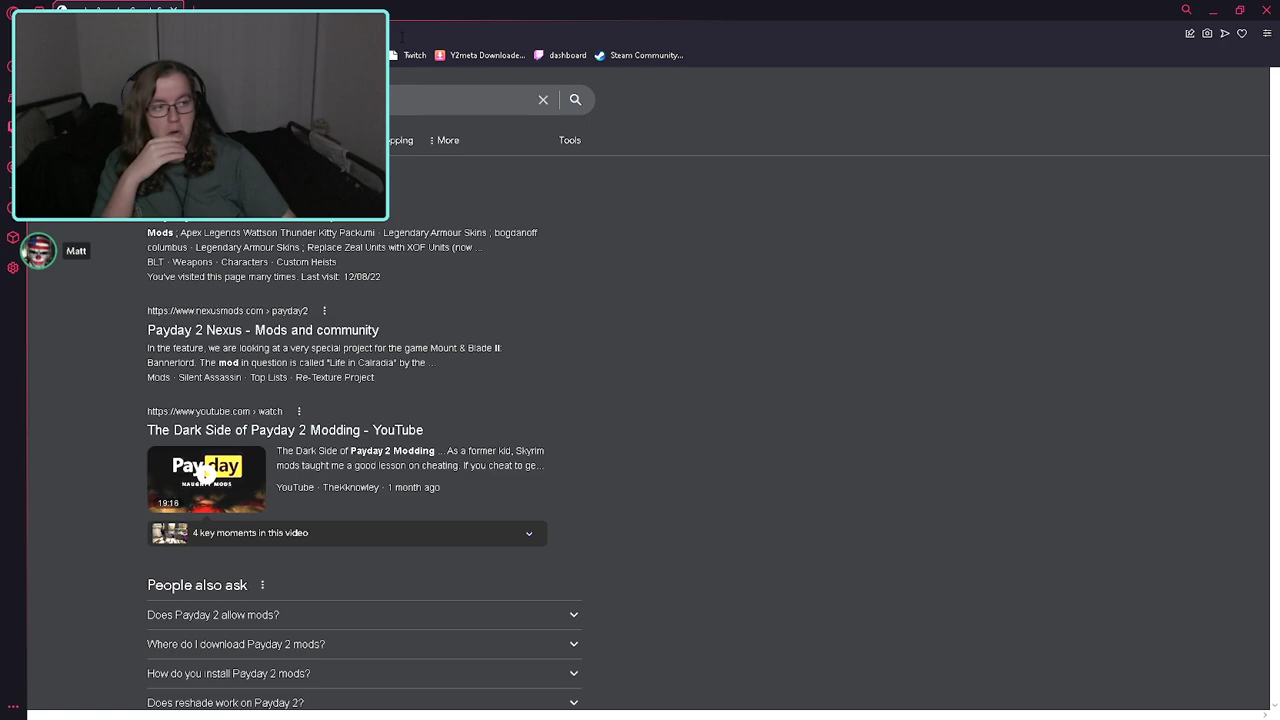 Twitch
Y2meta Downloade...
dashboard
Steam Community...
opping
More
Tools
Matt
Mods ; Apex Legends Wattson Thunder Kitty Packumi · Legendary Armour Skins ; bogdanoff
columbus · Legendary Armour Skins ; Replace Zeal Units with XOF Units (now ...
BLT · Weapons · Characters · Custom Heists
You've visited this page many times. Last visit: 12/08/22
https://www.nexusmods.com › payday2
Payday 2 Nexus - Mods and community
In the feature, we are looking at a very special project for the game Mount & Blade II:
Bannerlord. The mod in question is called "Life in Calradia" by the ...
Mods · Silent Assassin · Top Lists · Re-Texture Project
https://www.youtube.com › watch
The Dark Side of Payday 2 Modding - YouTube
Payday
NAUGHTY MODS
19:16
The Dark Side of Payday 2 Modding ... As a former kid, Skyrim
mods taught me a good lesson on cheating. If you cheat to ge...
YouTube · TheKknowley · 1 month ago
4 key moments in this video
People also ask
Does Payday 2 allow mods?
Where do I download Payday 2 mods?
How do you install Payday 2 mods?
Does reshade work on Payday 2?